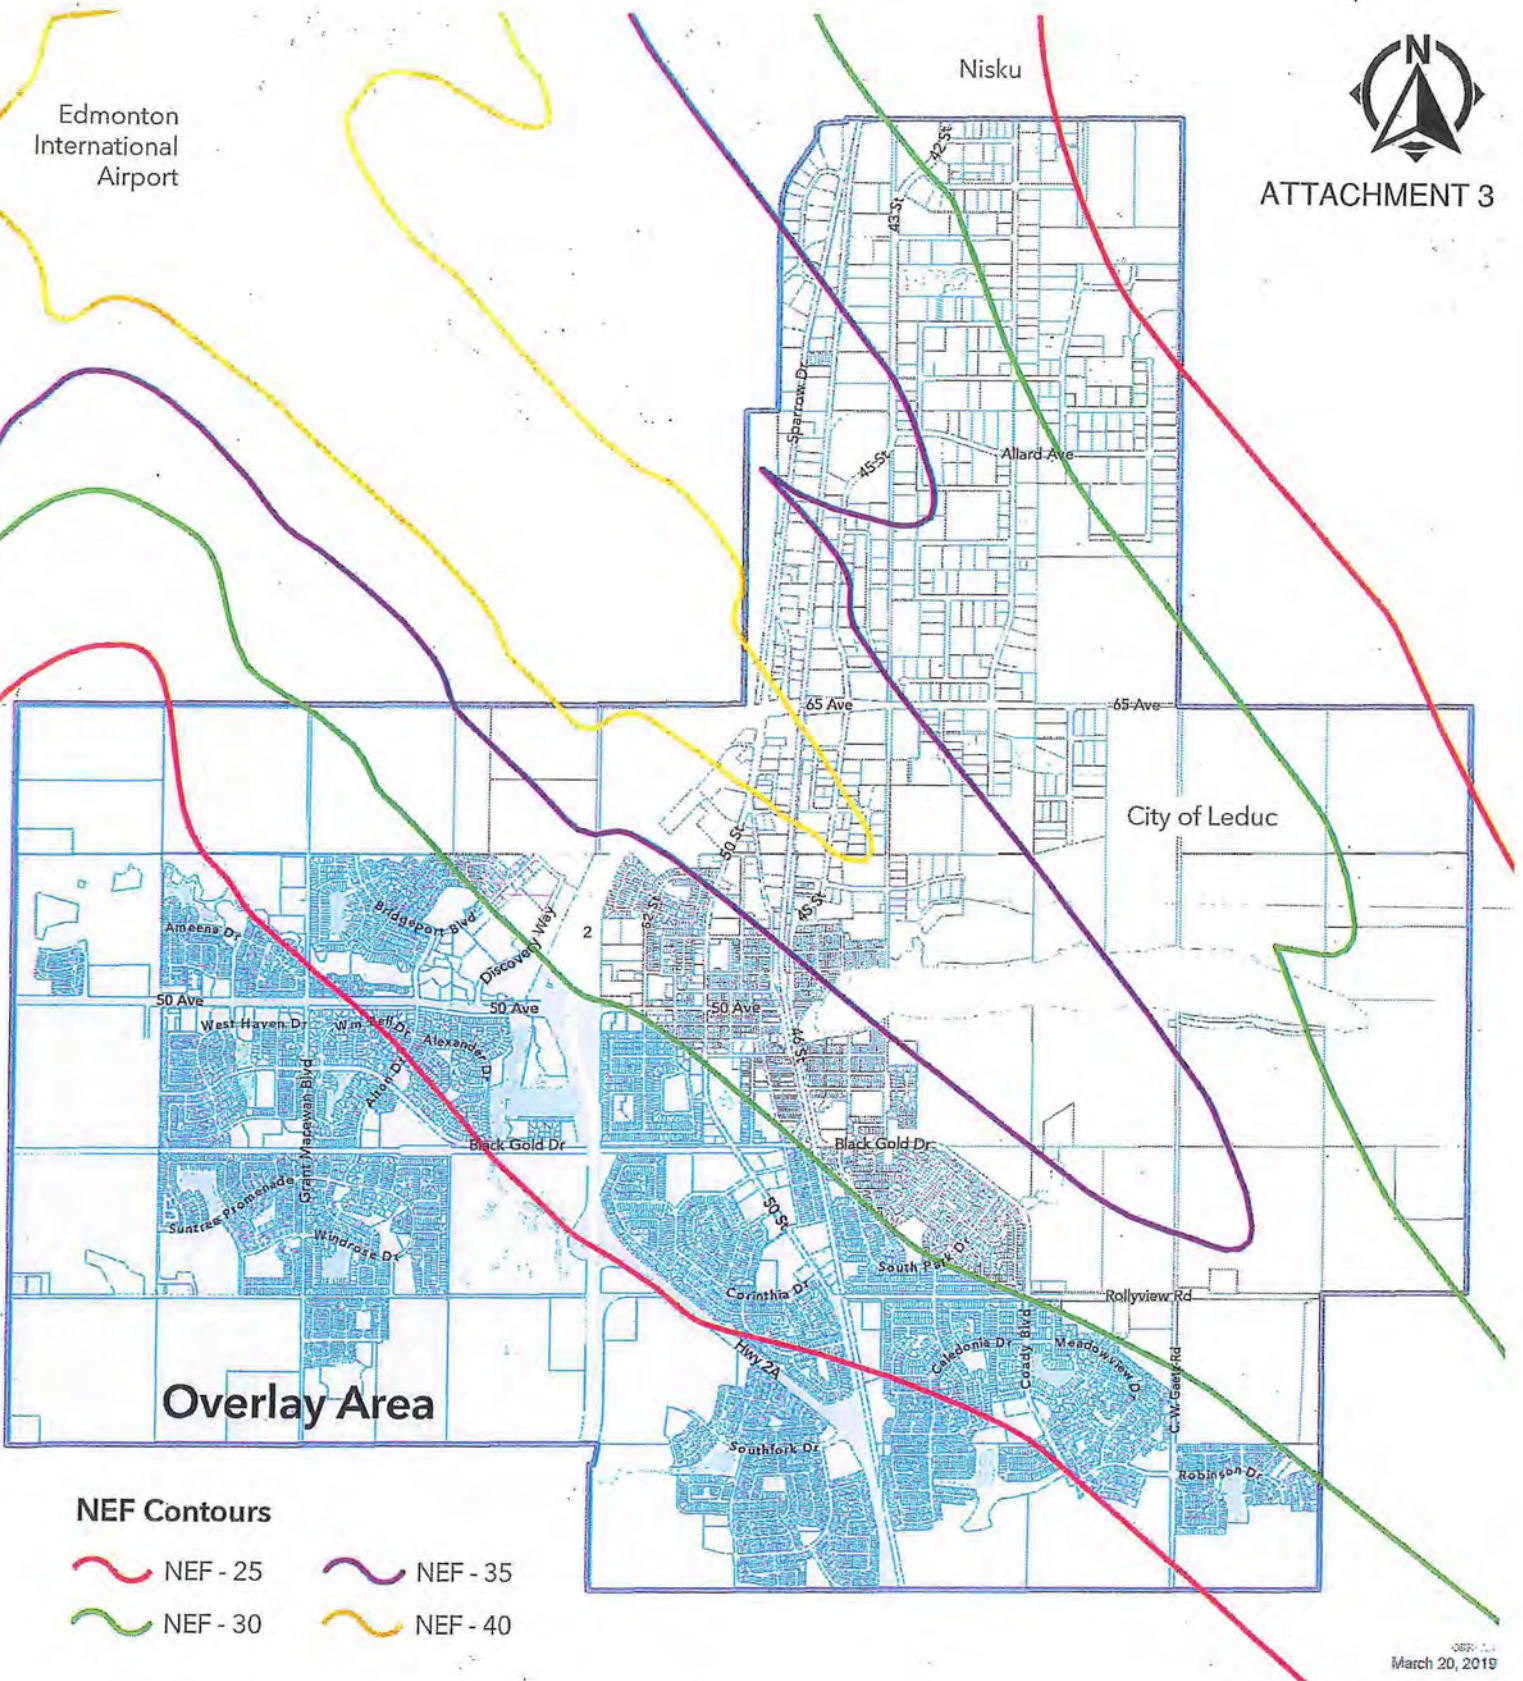 Nisku
N
ATTACHMENT 3
Edmonton
International
Airport
42 St
43 St
Sparrow Dr
45 St
Allard Ave
65 Ave
65 Ave
City of Leduc
50 St
45 St
52 St
Bridgeport Blvd
Ameena Dr
Discovery Way
2
50 Ave
50 Ave
50 Ave
West Haven Dr
Wm Bell Dr
Alexander Dr
46 St
Alton Dr
Grant Macewan Blvd
Black Gold Dr
Black Gold Dr
Suntree Promenade
Windrose Dr
50 St
South Park Dr
Corinthia Dr
Rollyview Rd
Hwy 2A
Caledonia Dr
Coady Blvd
Meadowview Dr
C. W. Gaetz Rd
Overlay Area
Southfork Dr
Robinson Dr
NEF Contours
NEF - 25
NEF - 35
NEF - 30
NEF - 40
March 20, 2019